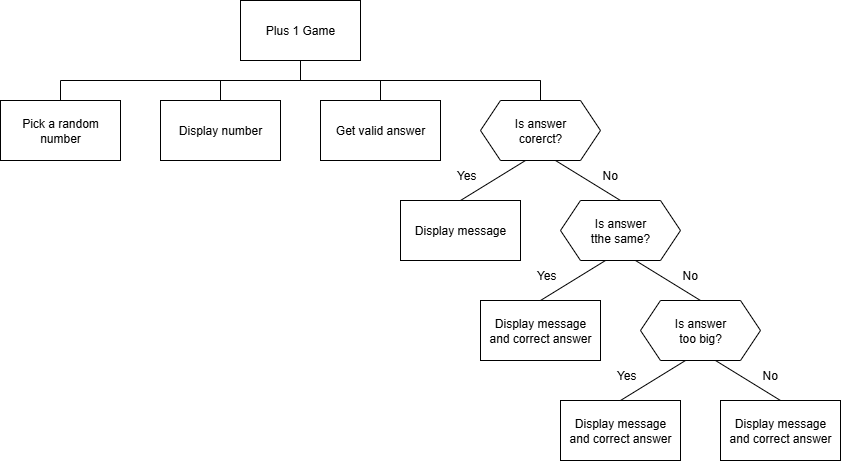 Plus 1 Game
Pick a random
number
Display number
Get valid answer
Is answer
corerct?
Yes
No
Display message
Is answer
tthe same?
Yes
No
Display message
and correct answer
Is answer
too big?
Yes
No
Display message
and correct answer
Display message
and correct answer